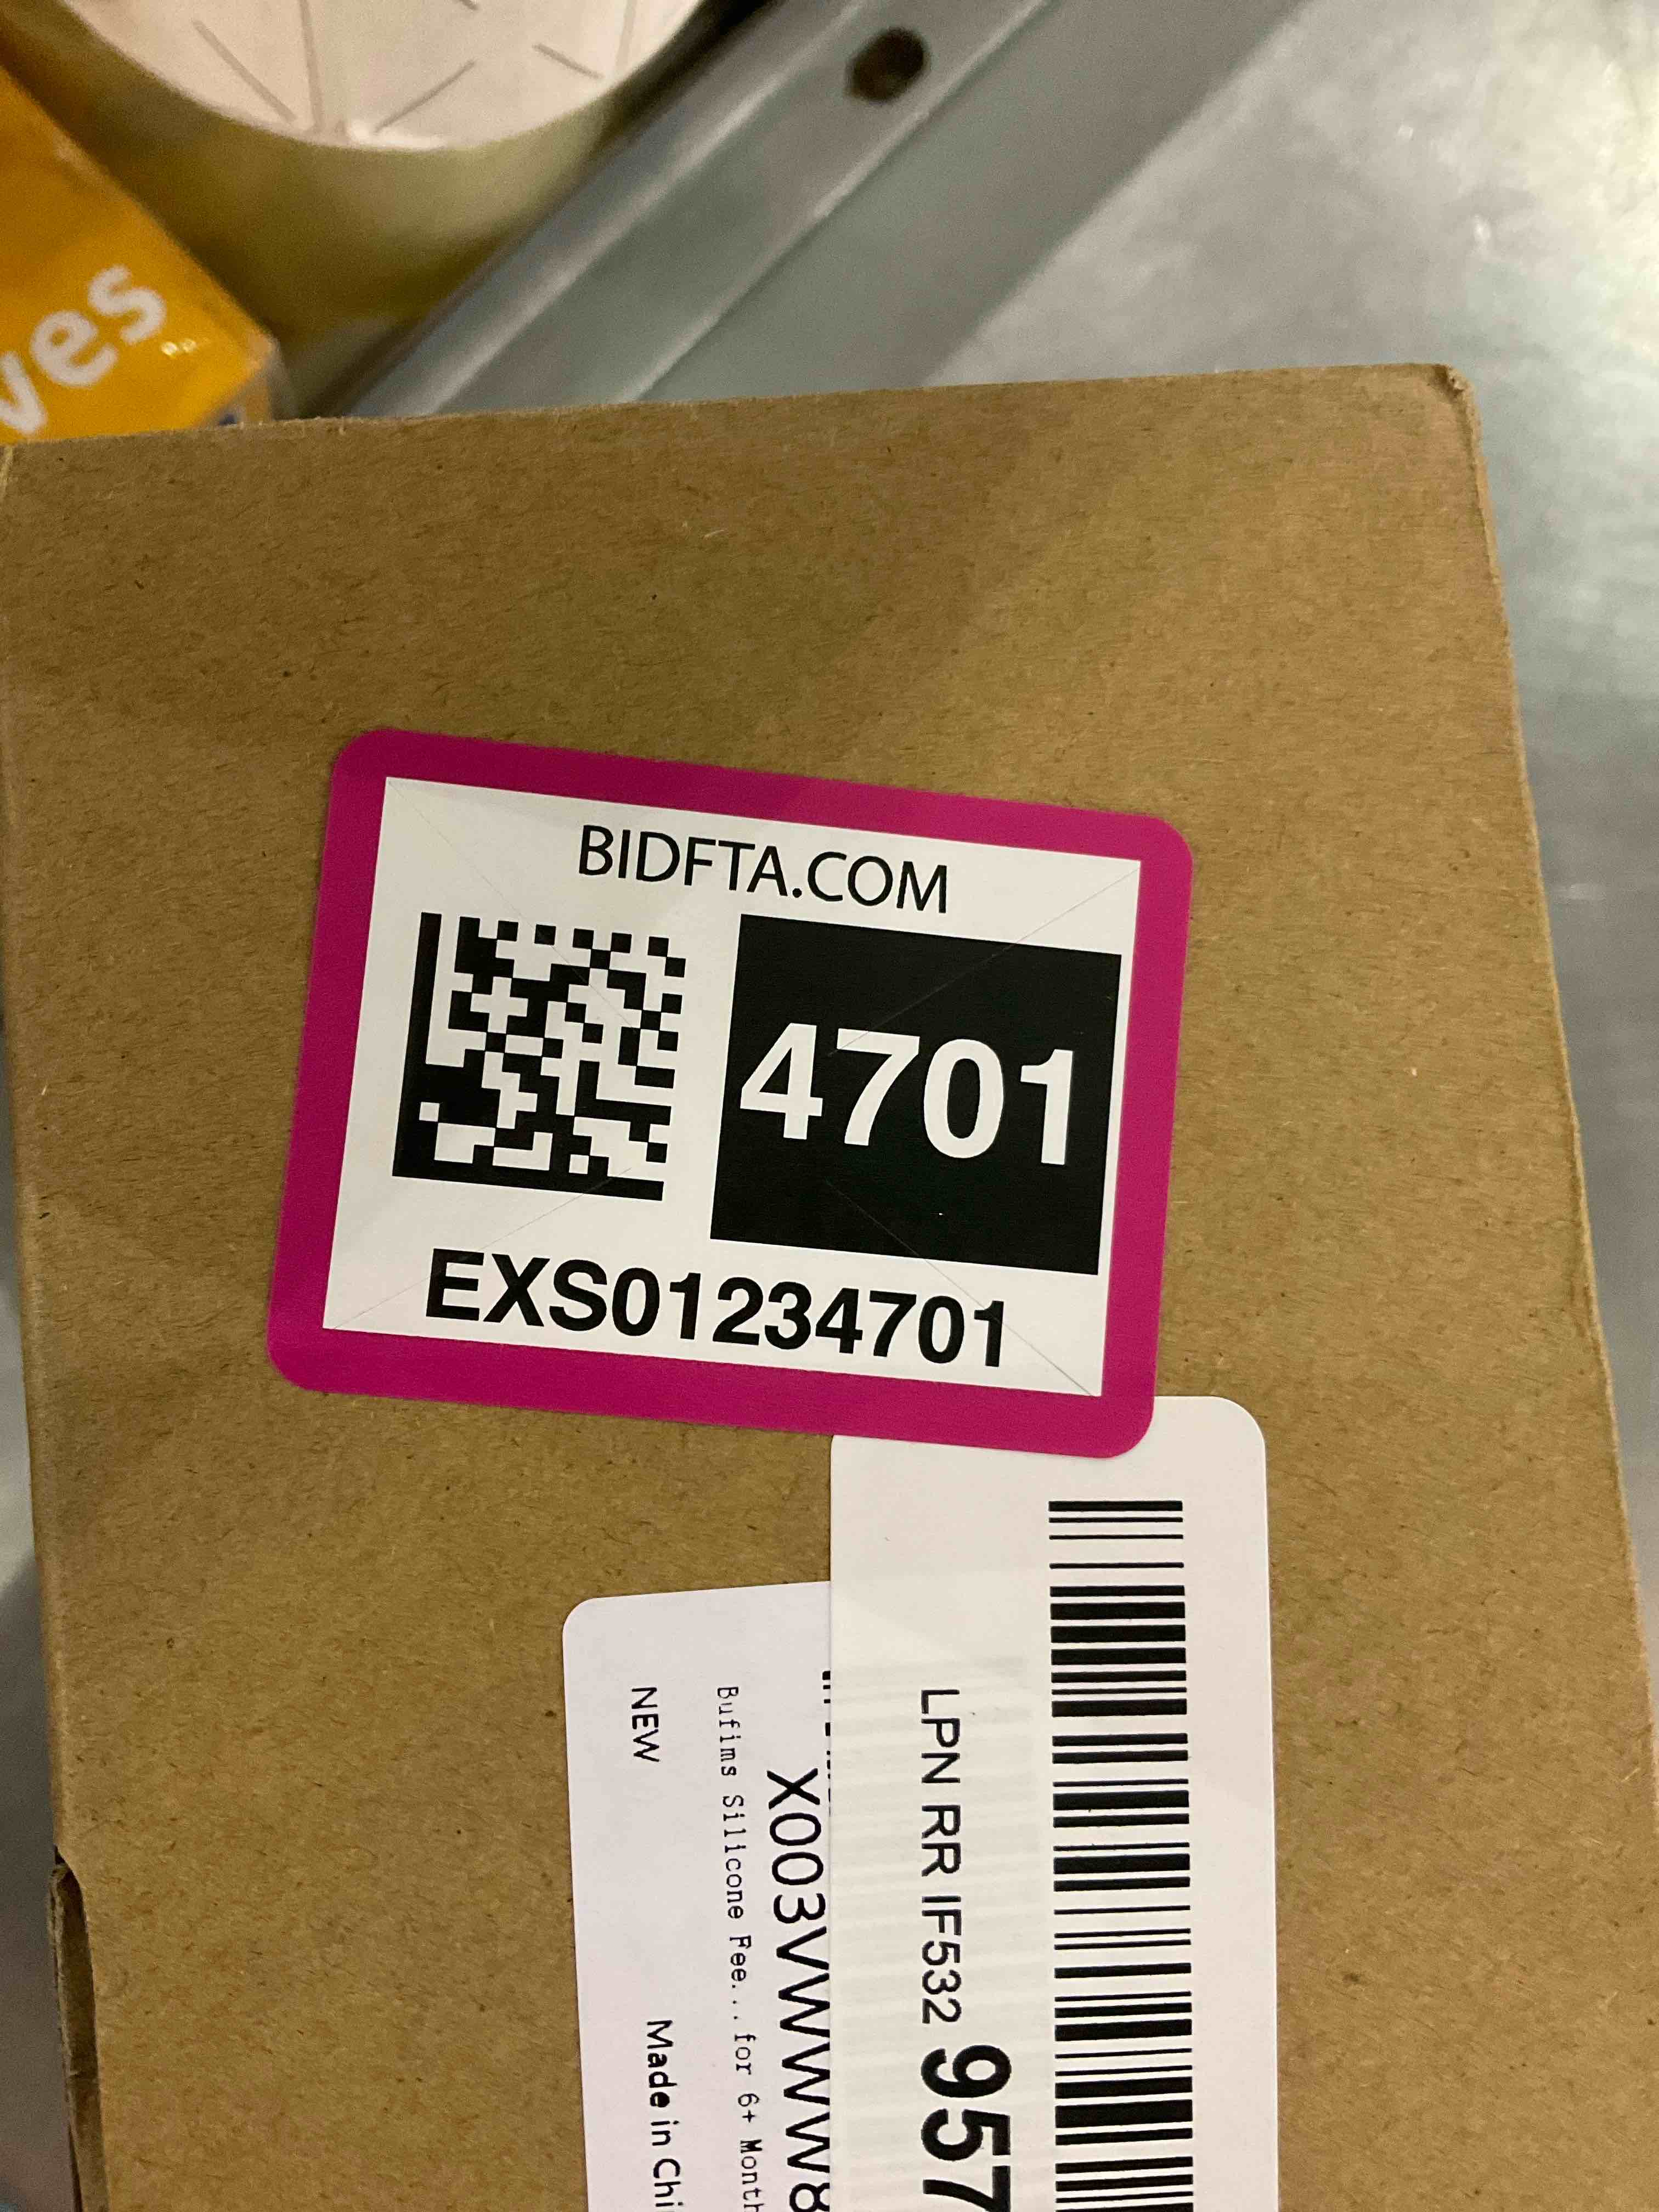 ves
BIDFTA.COM
4701
EXS01234701
LPN RR IF532 957
Bufims Silicone Fee...for 6+ Month
NEW
Made in Chi